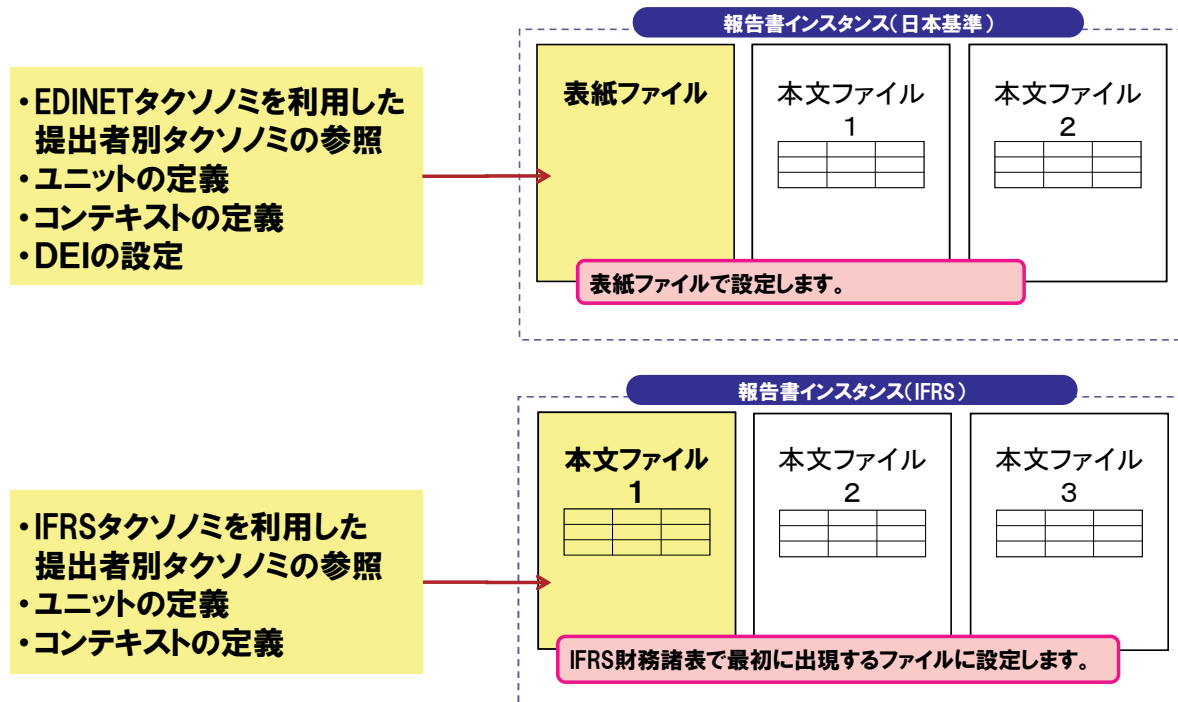 報告書インスタンス(日本基準)
・EDINETタクソノミを利用した
提出者別タクソノミの参照
・ユニットの定義
・コンテキストの定義
・DEIの設定
表紙ファイル
本文ファイル
1
本文ファイル
2
表紙ファイルで設定します。
報告書インスタンス(IFRS)
・IFRSタクソノミを利用した
提出者別タクソノミの参照
・ユニットの定義
・コンテキストの定義
本文ファイル
1
本文ファイル
2
本文ファイル
3
IFRS財務諸表で最初に出現するファイルに設定します。